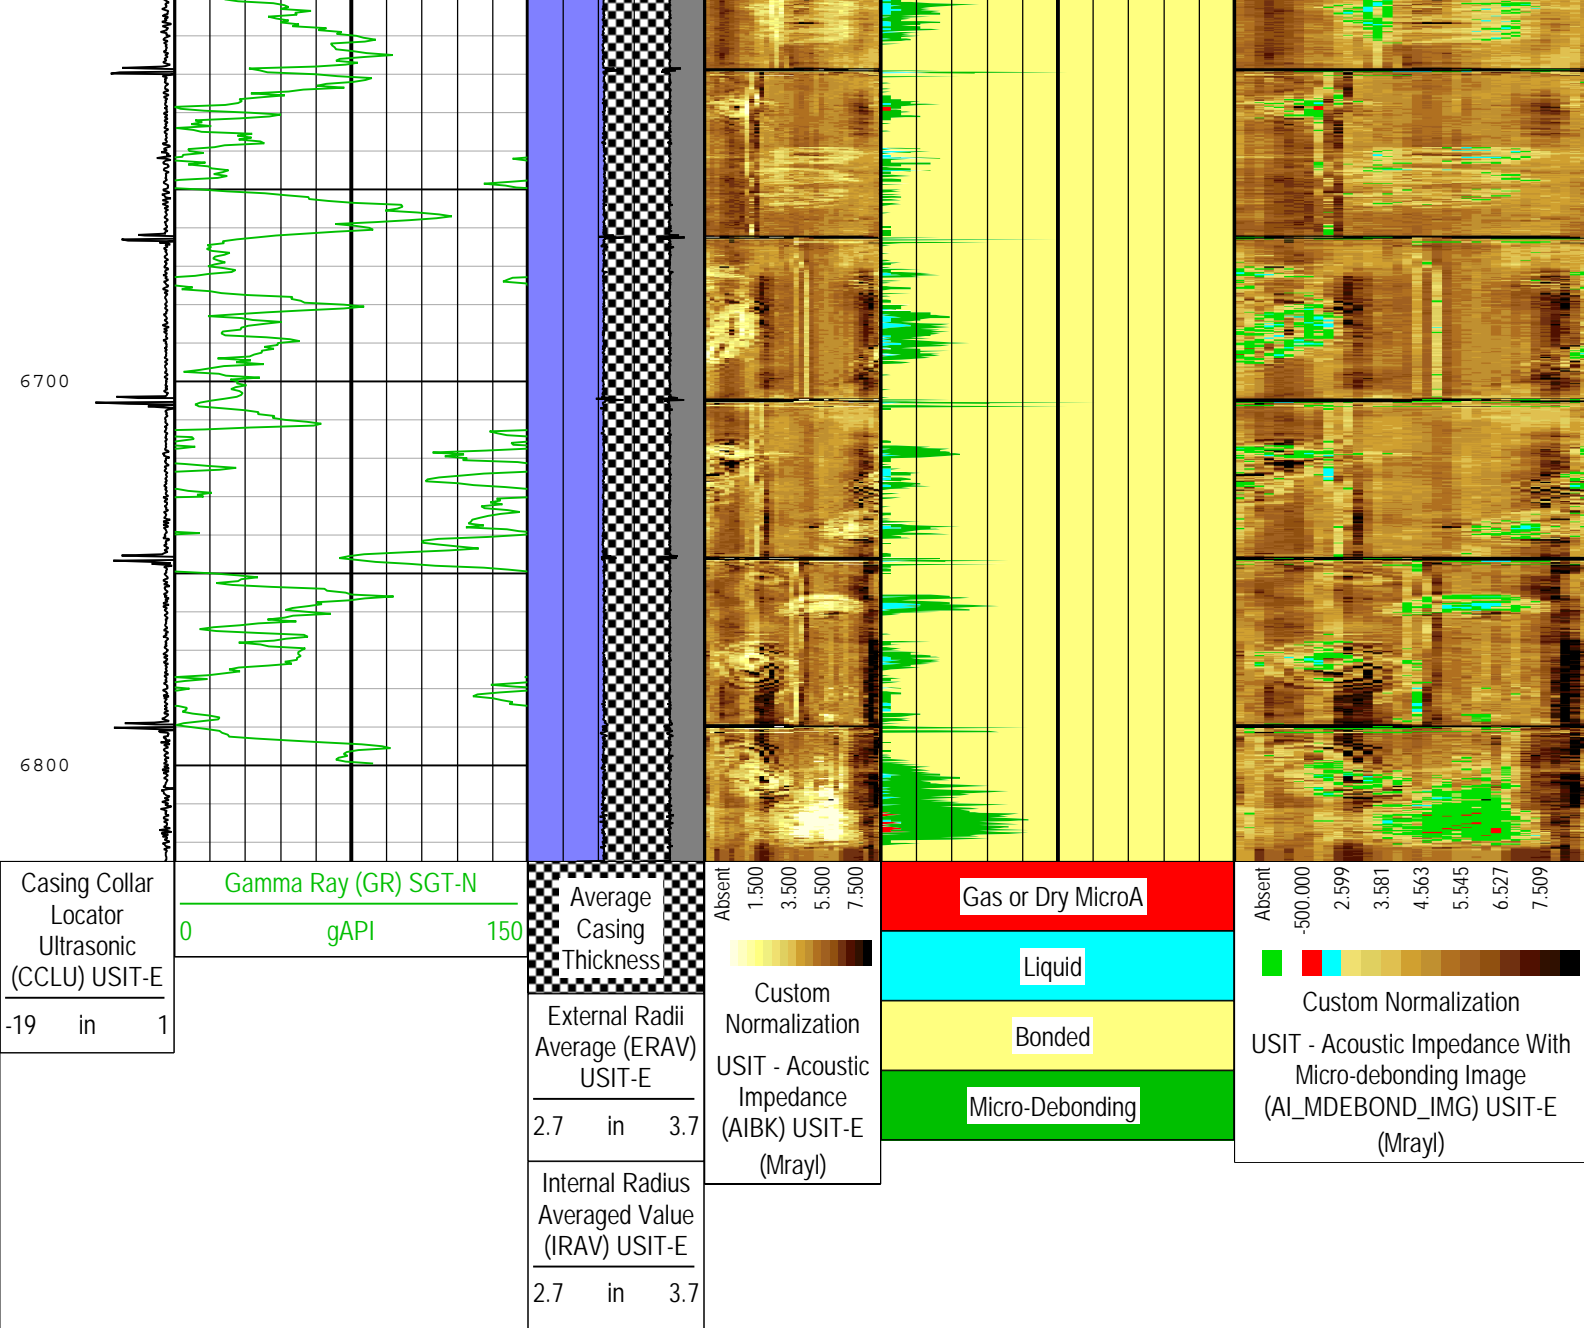 6700
6800
Casing Collar
Locator
Ultrasonic
(CCLU) USIT-E
-19 in 1
Gamma Ray (GR) SGT-N
0 gAPI 150
Average
Casing
Thickness
External Radii
Average (ERAV)
USIT-E
2.7 in 3.7
Internal Radius
Averaged Value
(IRAV) USIT-E
2.7 in 3.7
Absent 1.500 3.500 5.500 7.500
Custom
Normalization
USIT - Acoustic
Impedance
(AIBK) USIT-E
(Mrayl)
Gas or Dry MicroA
Liquid
Bonded
Micro-Debonding
Absent -500.000 2.599 3.581 4.563 5.545 6.527 7.509
Custom Normalization
USIT - Acoustic Impedance With
Micro-debonding Image
(AI_MDEBOND_IMG) USIT-E
(Mrayl)